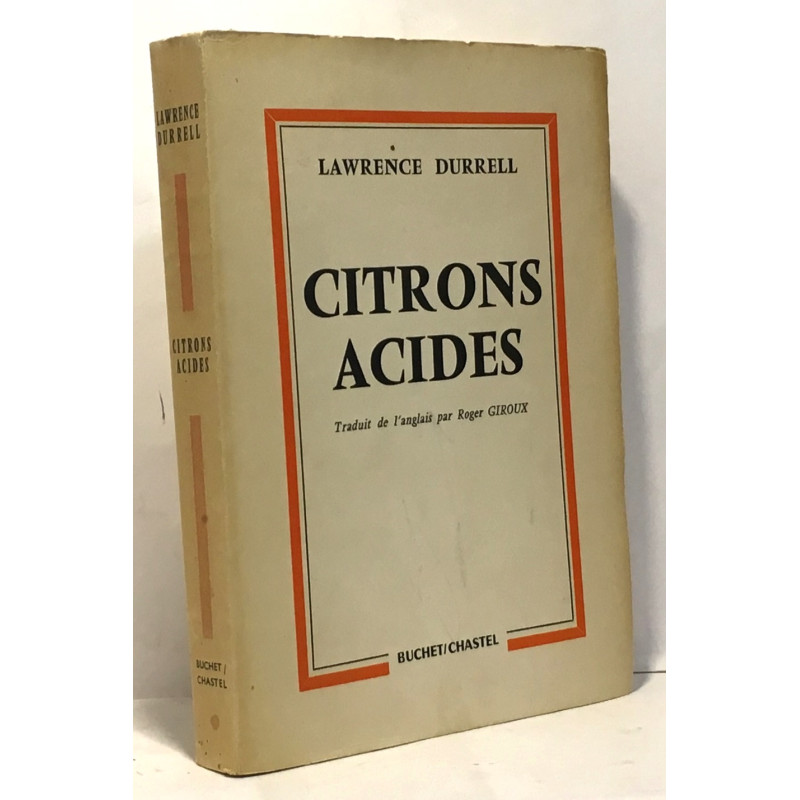 LAWRENCE
DURRELL
CITRONS
ACIDES
BUCHET/
CHASTEL
LAWRENCE DURRELL
CITRONS
ACIDES
Traduit de l'anglais par Roger GIROUX
BUCHET/CHASTEL